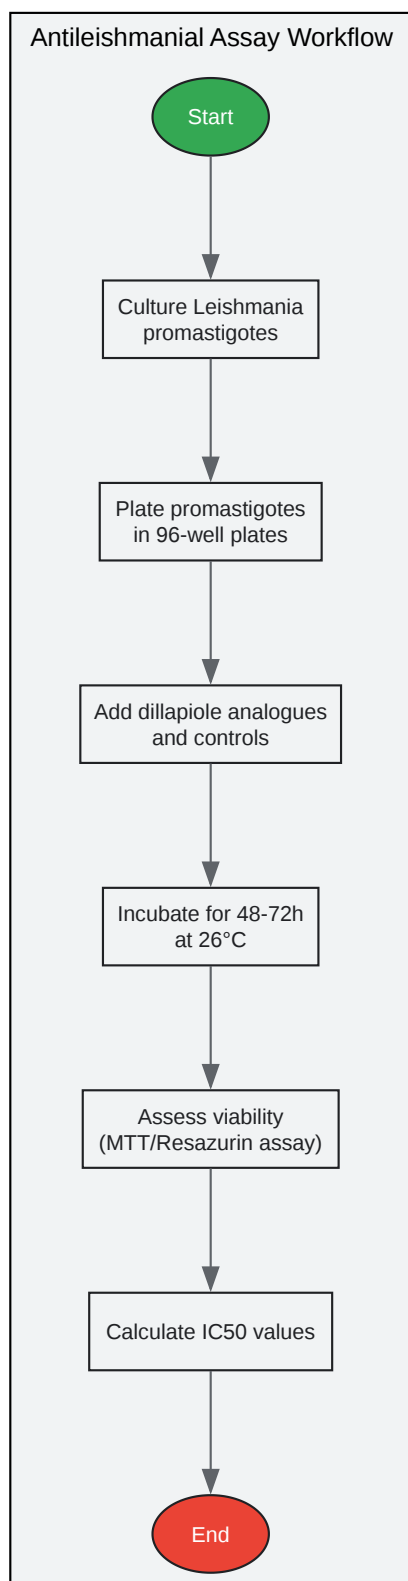 Antileishmanial Assay Workflow
Start
Culture Leishmania
promastigotes
Plate promastigotes
in 96-well plates
Add dillapiole analogues
and controls
Incubate for 48-72h
at 26°C
Assess viability
(MTT/Resazurin assay)
Calculate IC50 values
End